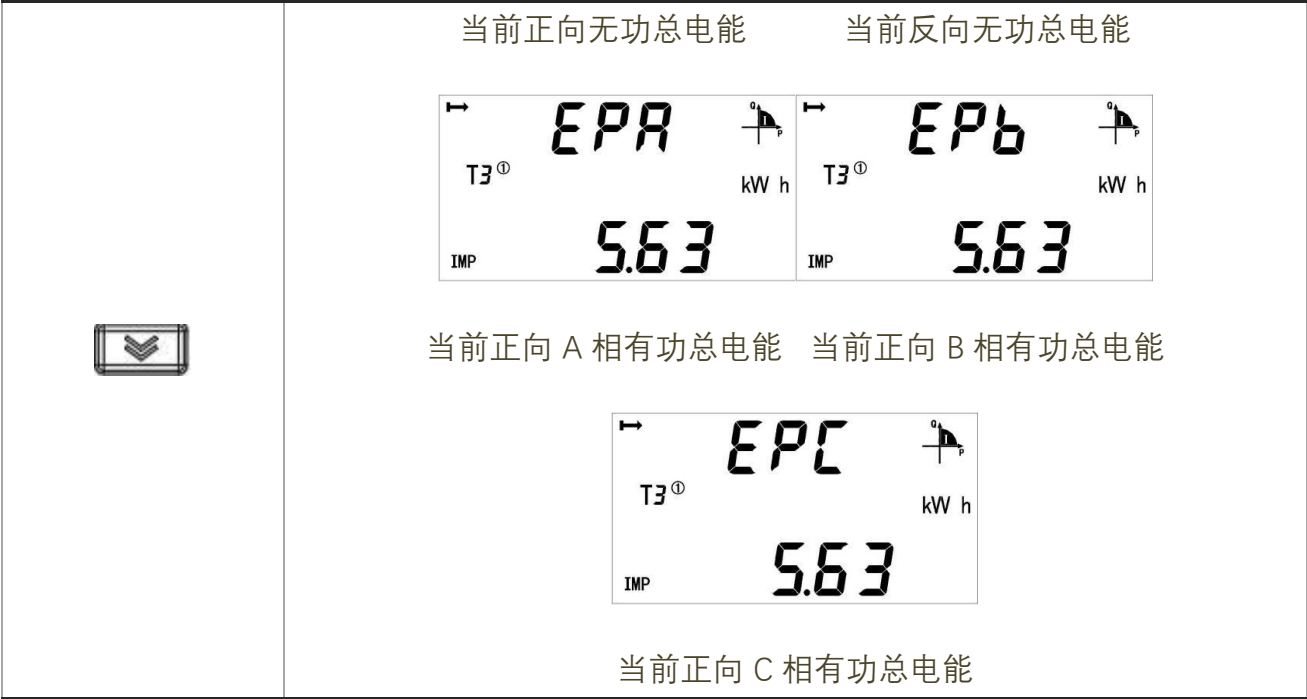 当前正向无功总电能 当前反向无功总电能
EPA Q I P EPb Q I P
T3① kW h T3① kW h
IMP 5.63 IMP 5.63
当前正向 A 相有功总电能 当前正向 B 相有功总电能
EPC Q I P
T3① kW h
IMP 5.63
当前正向 C 相有功总电能